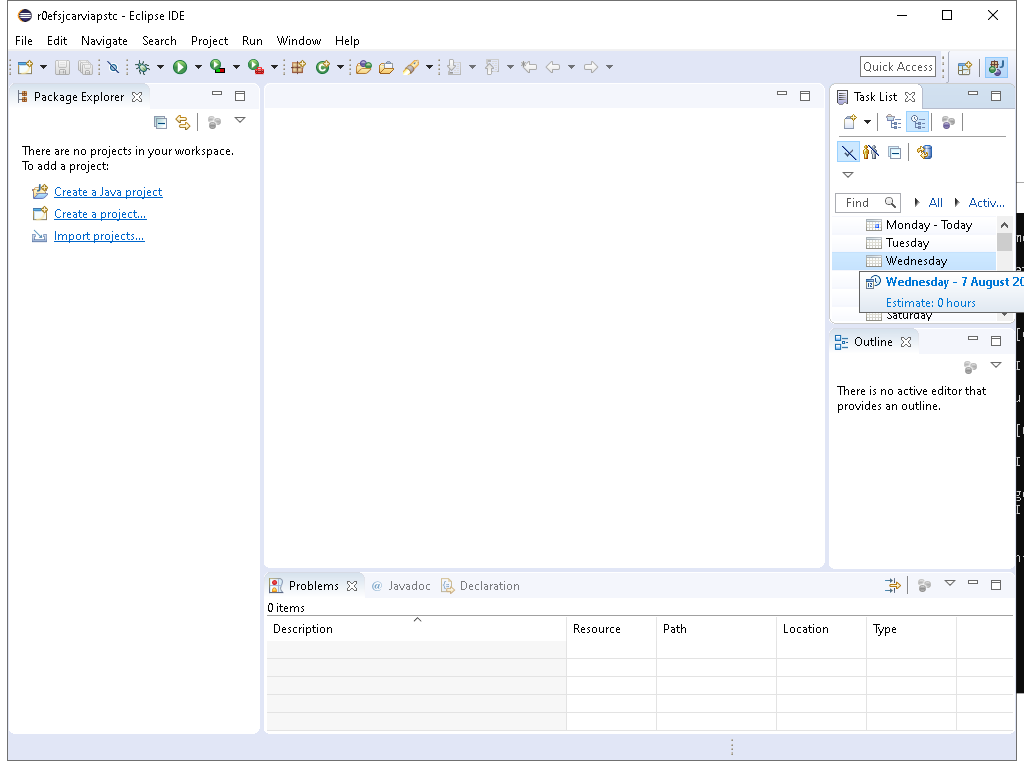 r0efsjcarviapstc - Eclipse IDE
File Edit Navigate Search Project Run Window Help
Quick Access
Package Explorer
There are no projects in your workspace.
To add a project:
Create a Java project
Create a project...
Import projects...
Task List
Find All Activ...
Monday - Today
Tuesday
Wednesday
Wednesday - 7 August 20
Estimate: 0 hours
Saturday
Outline
There is no active editor that
provides an outline.
Problems @ Javadoc Declaration
0 items
Description Resource Path Location Type